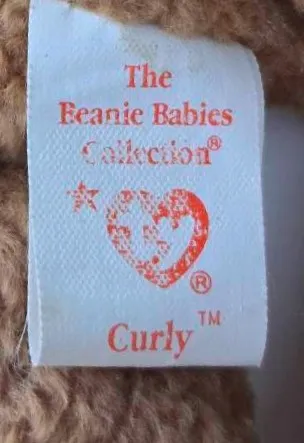 The
Beanie Babies
Collection®
®
Curly™